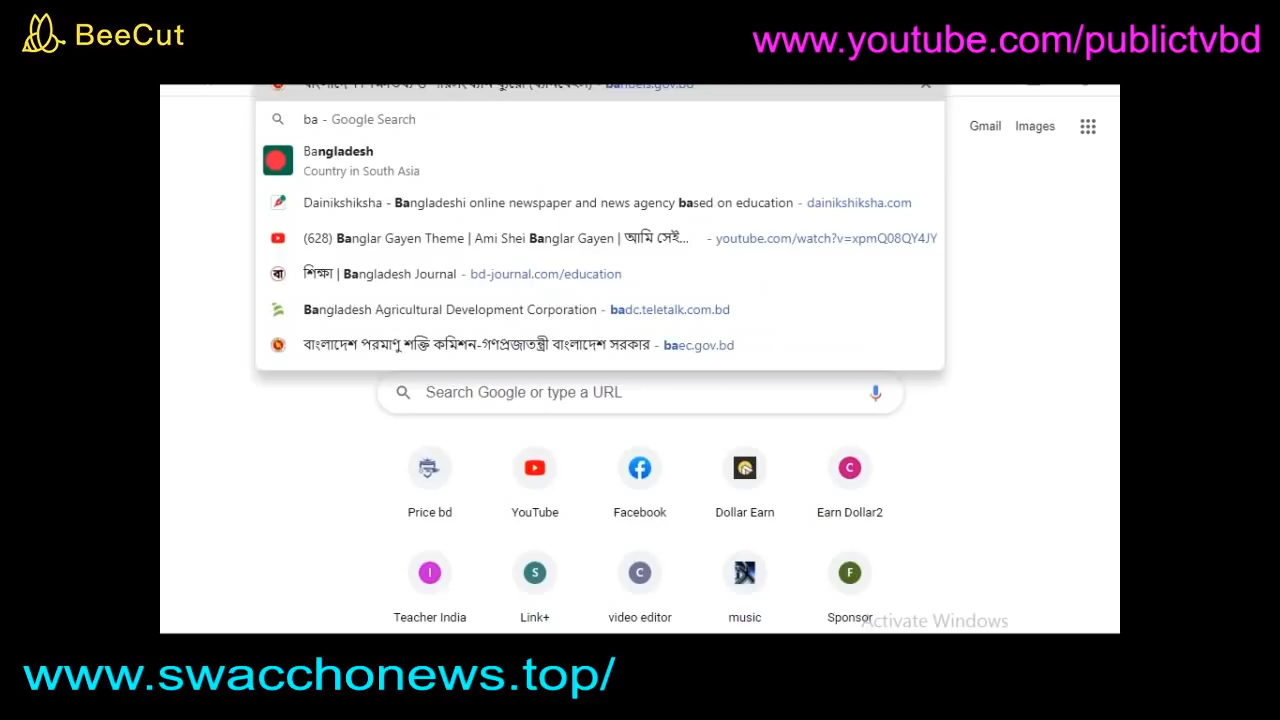 BeeCut
www.youtube.com/publictvbd
banbeis.gov.bd
ba - Google Search
Gmail Images
Bangladesh
Country in South Asia
Dainikshiksha - Bangladeshi online newspaper and news agency based on education - dainikshiksha.com
(628) Banglar Gayen Theme | Ami Shei Banglar Gayen | আমি সেই... - youtube.com/watch?v=xpmQ08QY4JY
বা শিক্ষা | Bangladesh Journal - bd-journal.com/education
Bangladesh Agricultural Development Corporation - badc.teletalk.com.bd
বাংলাদেশ পরমাণু শক্তি কমিশন-গণপ্রজাতন্ত্রী বাংলাদেশ সরকার - baec.gov.bd
Search Google or type a URL
C
Price bd YouTube Facebook Dollar Earn Earn Dollar2
I S C F
Teacher India Link+ video editor music Sponsor
Activate Windows
www.swacchonews.top/